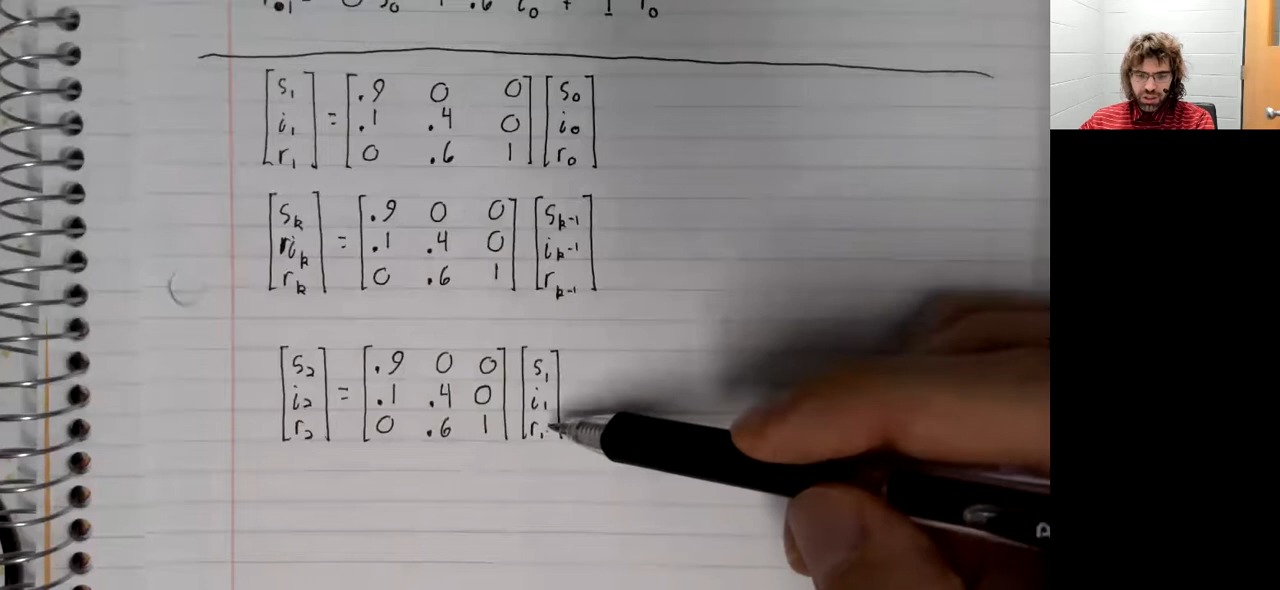 [s₁] = [.9 0 0] [s₀]
[i₁] [.1 .4 0] [i₀]
[r₁] [0 .6 1] [r₀]
[sₖ] = [.9 0 0] [sₖ₋₁]
[iₖ] [.1 .4 0] [iₖ₋₁]
[rₖ] [0 .6 1] [rₖ₋₁]
[s₂] = [.9 0 0] [s₁]
[i₂] [.1 .4 0] [i₁]
[r₂] [0 .6 1] [r₁]